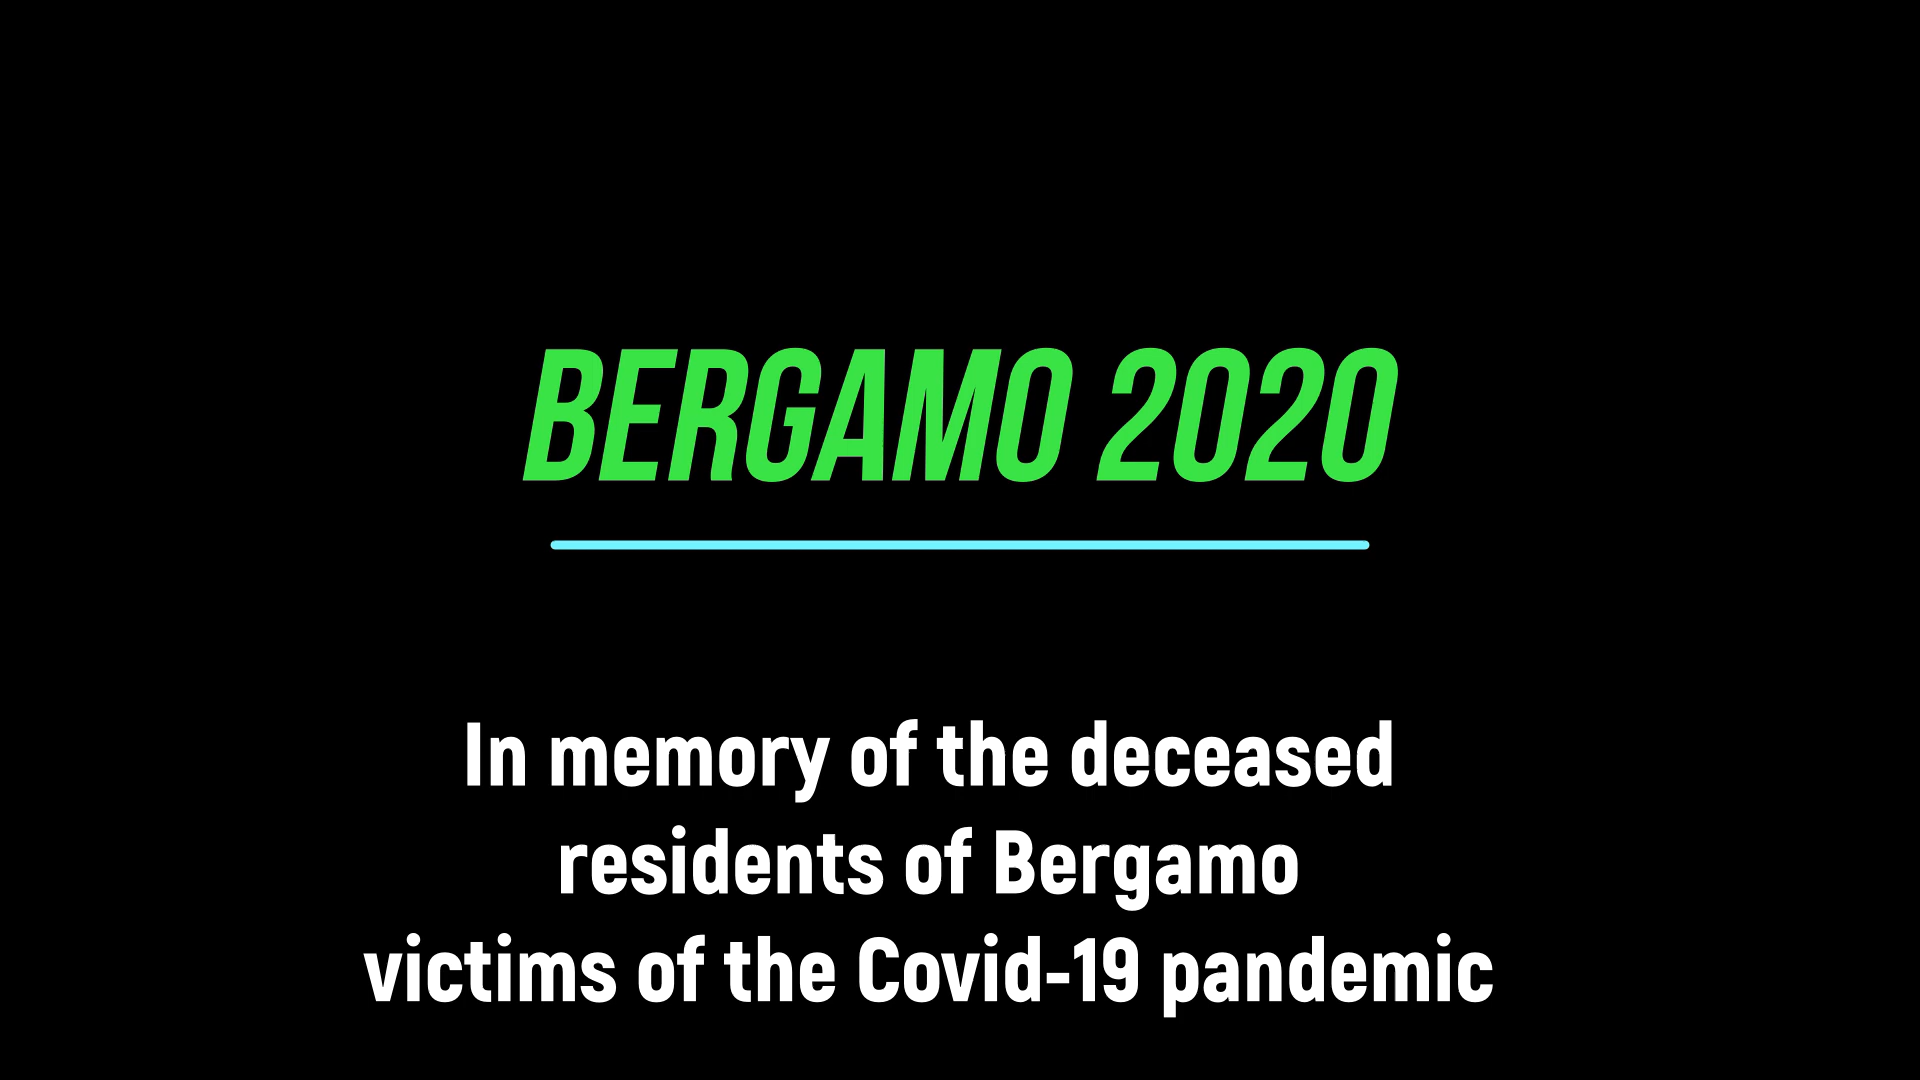 BERGAMO 2020
In memory of the deceased
residents of Bergamo
victims of the Covid-19 pandemic